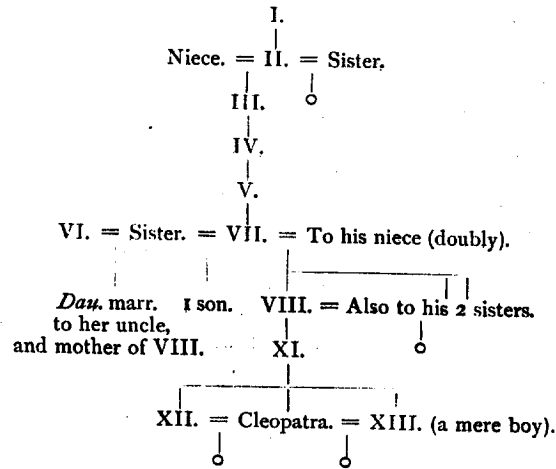 I.
Niece. = II. = Sister.
III.
IV.
V.
VI. = Sister. = VII. = To his niece (doubly).
Dau. marr. 1 son. VIII. = Also to his 2 sisters.
to her uncle,
and mother of VIII. XI.
XII. = Cleopatra. = XIII. (a mere boy).